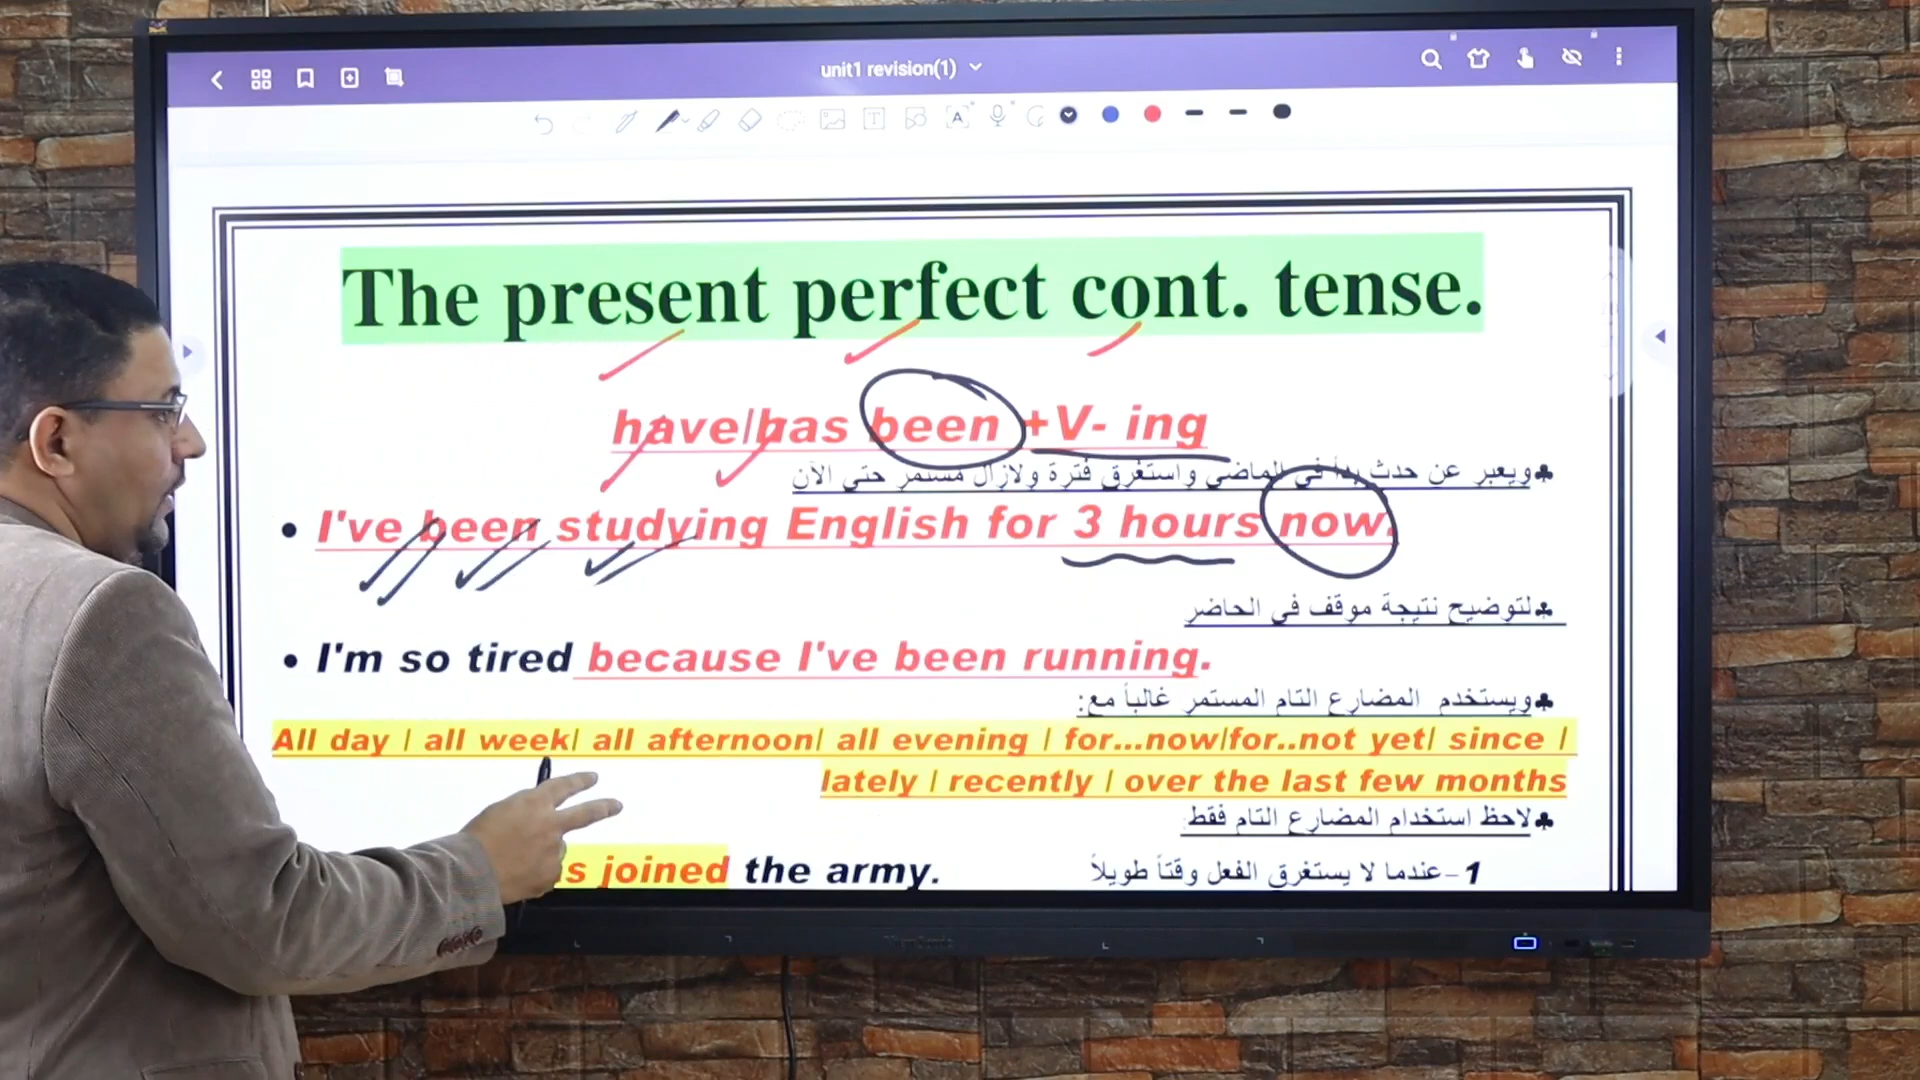 unit1 revision(1)
The present perfect cont. tense.
have/has been +V- ing
♣ويعبر عن حدث بدأ في الماضي واستغرق فترة ولازال مستمر حتى الآن
• I've been studying English for 3 hours now.
♣لتوضيح نتيجة موقف في الحاضر
• I'm so tired because I've been running.
♣ويستخدم المضارع التام المستمر غالباً مع:
All day | all week| all afternoon| all evening | for...now|for..not yet| since |
lately | recently | over the last few months
♣لاحظ استخدام المضارع التام فقط:
joined the army.
1-عندما لا يستغرق الفعل وقتاً طويلاً